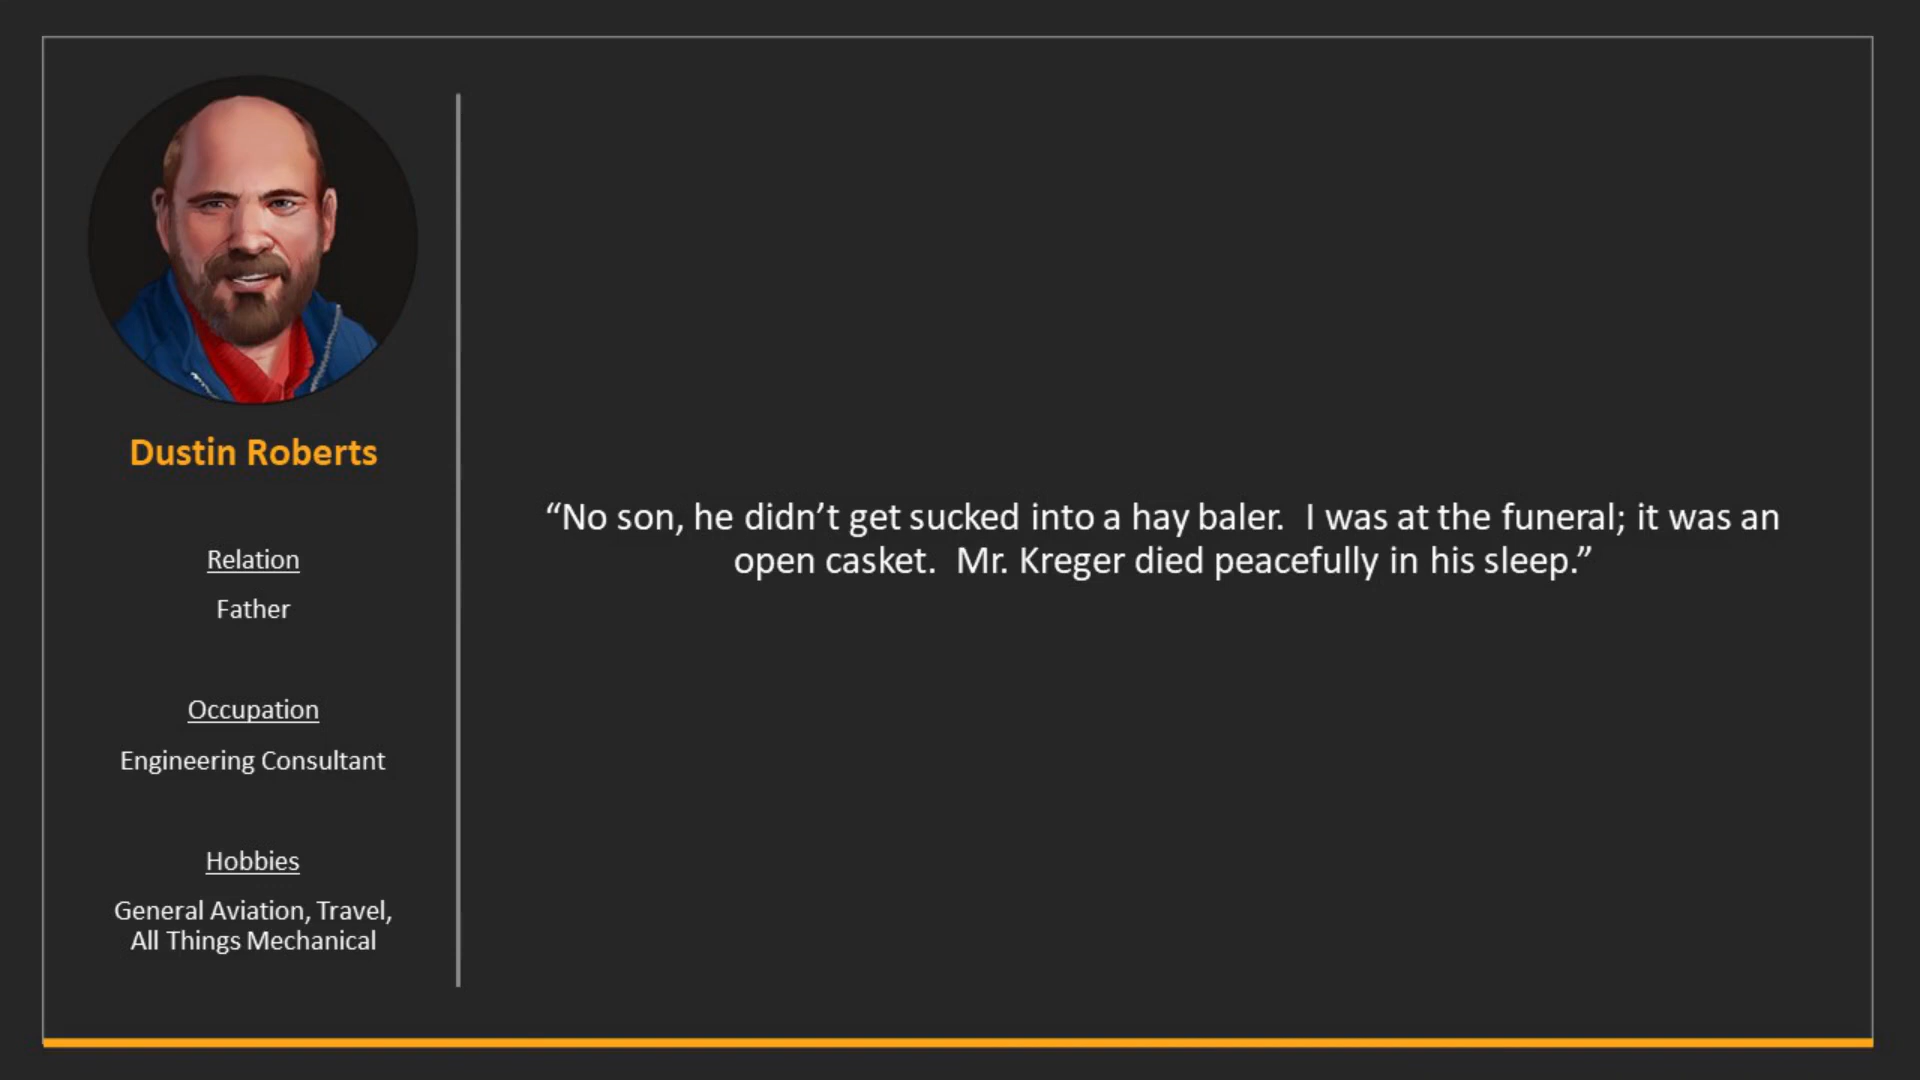 Dustin Roberts
Relation
Father
Occupation
Engineering Consultant
Hobbies
General Aviation, Travel,
All Things Mechanical
“No son, he didn’t get sucked into a hay baler.  I was at the funeral; it was an
open casket.  Mr. Kreger died peacefully in his sleep.”